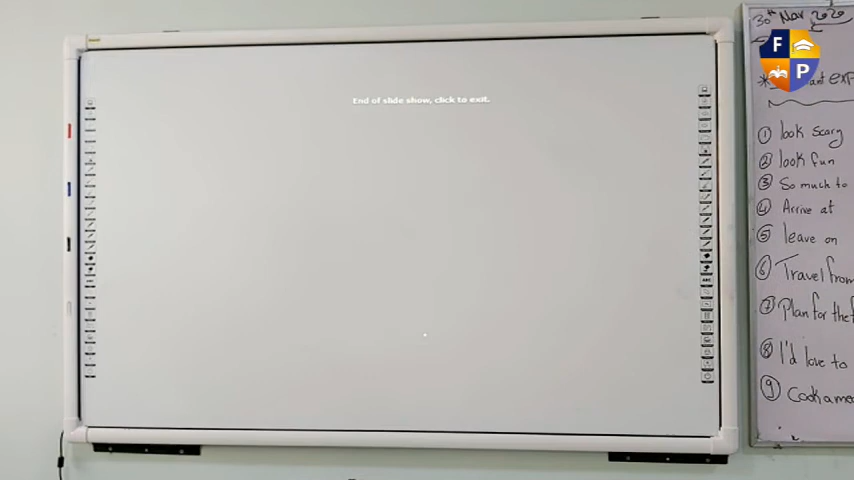 End of slide show, click to exit.
30th Nov 2020
F
P
① look scary
② look fun
③ So much to
④ Arrive at
⑤ leave on
⑥ Travel from
⑦ Plan for the
⑧ I'd love to
⑨ Cook a